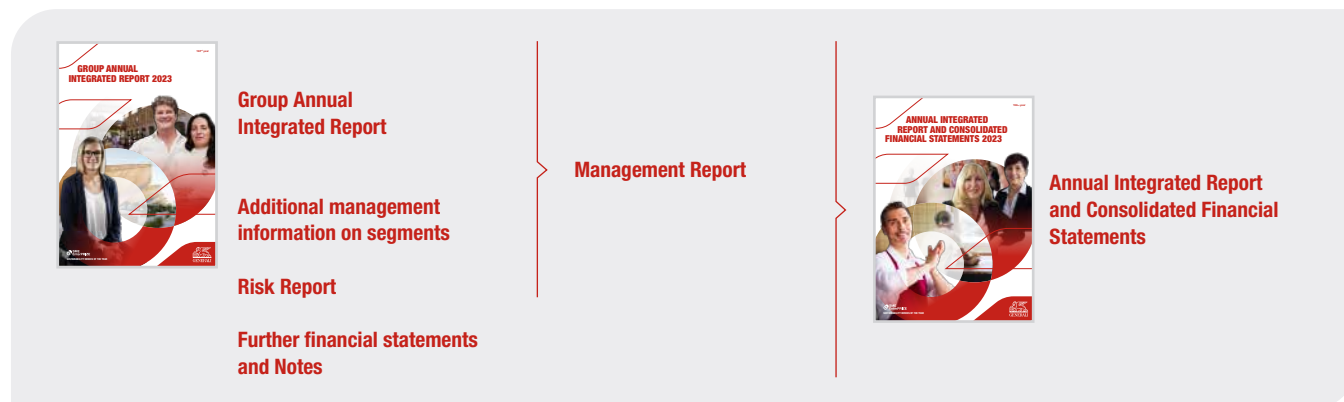 GROUP ANNUAL
INTEGRATED REPORT 2023
GENERALI
Group Annual
Integrated Report
Additional management
information on segments
Risk Report
Further financial statements
and Notes
Management Report
ANNUAL INTEGRATED
REPORT AND CONSOLIDATED
FINANCIAL STATEMENTS 2023
GENERALI
Annual Integrated Report
and Consolidated Financial
Statements